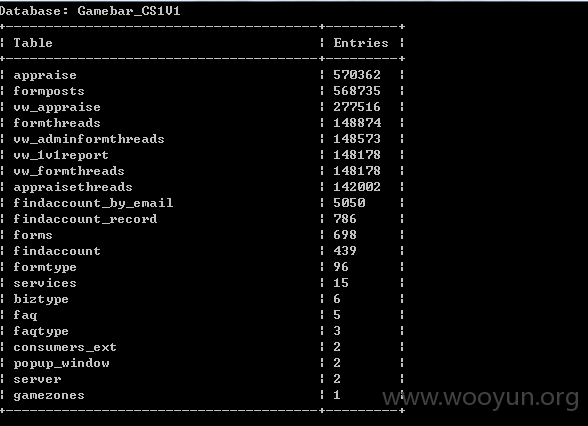 Database: Gamebar_CS1V1
+----------------------------------------+---------+
¦ Table ¦ Entries ¦
+----------------------------------------+---------+
¦ appraise ¦ 570362 ¦
¦ formposts ¦ 568735 ¦
¦ vw_appraise ¦ 277516 ¦
¦ formthreads ¦ 148874 ¦
¦ vw_adminformthreads ¦ 148573 ¦
¦ vw_1v1report ¦ 148178 ¦
¦ vw_formthreads ¦ 148178 ¦
¦ appraisethreads ¦ 142002 ¦
¦ findaccount_by_email ¦ 5050 ¦
¦ findaccount_record ¦ 786 ¦
¦ forms ¦ 698 ¦
¦ findaccount ¦ 439 ¦
¦ formtype ¦ 96 ¦
¦ services ¦ 15 ¦
¦ biztype ¦ 6 ¦
¦ faq ¦ 5 ¦
¦ faqtype ¦ 3 ¦
¦ consumers_ext ¦ 2 ¦
¦ popup_window ¦ 2 ¦
¦ server ¦ 2 ¦
¦ gamezones ¦ 1 ¦
+----------------------------------------+---------+
www.wooyun.org